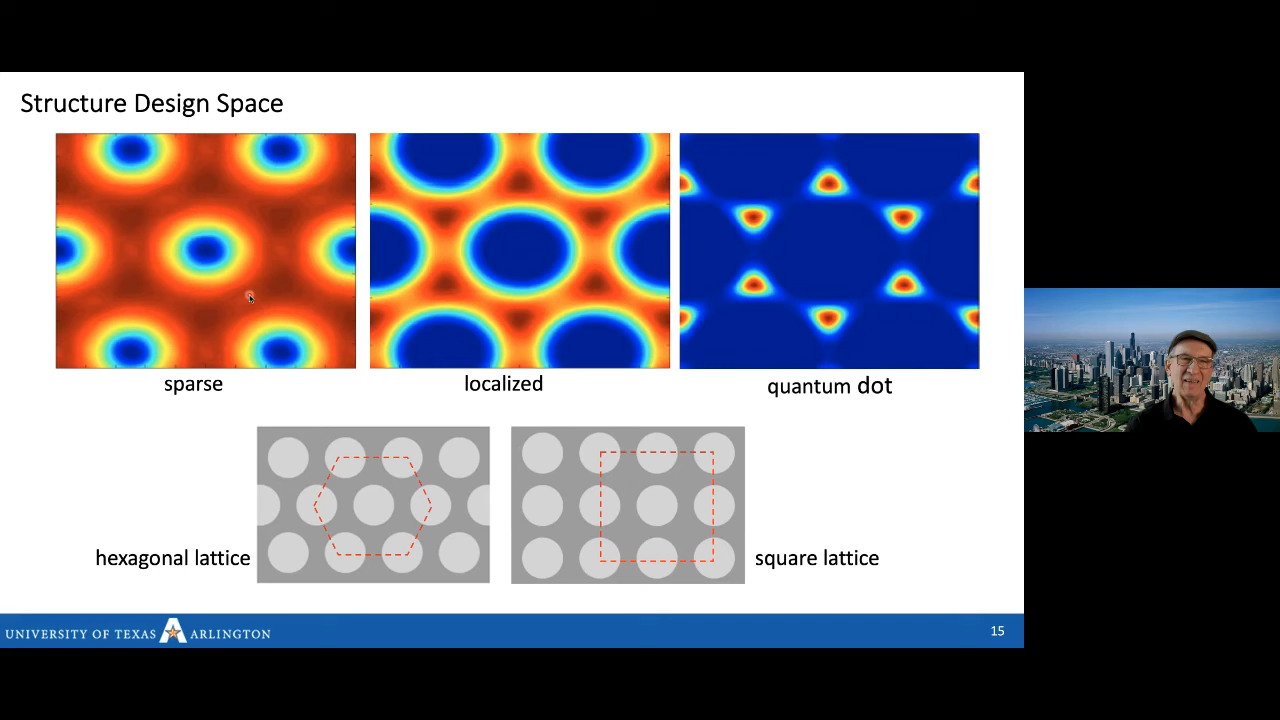 Structure Design Space
sparse
localized
quantum dot
hexagonal lattice
square lattice
UNIVERSITY OF TEXAS ARLINGTON
15